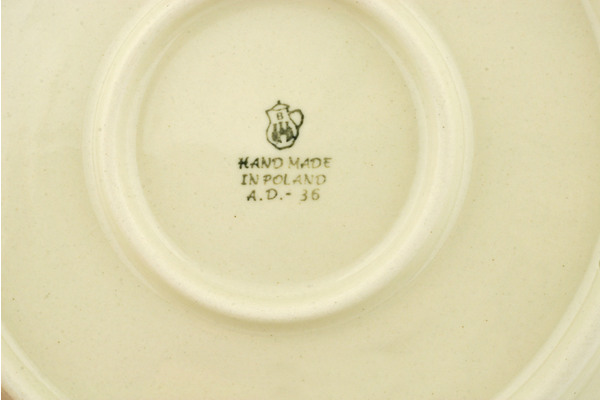 B
HAND MADE
IN POLAND
A.D.- 36